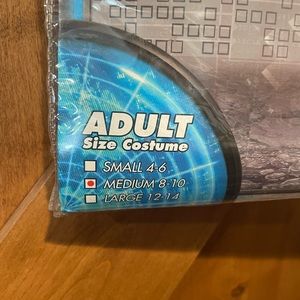 ADULT
Size Costume
SMALL 4-6
MEDIUM 8-10
LARGE 12-14